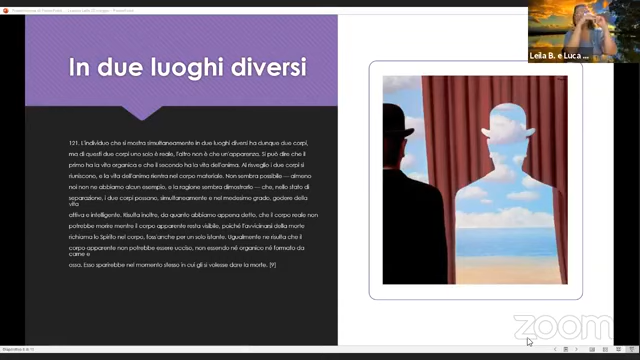 Leila B. e Luca ...
In due luoghi diversi
121. L'individuo che si mostra simultaneamente in due luoghi diversi ha dunque due corpi,
ma di questi due corpi uno solo è reale, l'altro non è che un'apparenza. Si può dire che il
primo ha la vita organica e che il secondo ha la vita dell'anima. Al risveglio i due corpi si
riuniscono, e la vita dell'anima rientra nel corpo materiale. Non sembra possibile — almeno
noi non ne abbiamo alcun esempio, e la ragione sembra dimostrarlo — che, nello stato di
separazione, i due corpi possano, simultaneamente e nel medesimo grado, godere della
vita
attiva e intelligente. Risulta inoltre, da quanto abbiamo appena detto, che il corpo reale non
potrebbe morire mentre il corpo apparente resta visibile, poiché l'avvicinarsi della morte
richiama lo Spirito nel corpo, foss'anche per un solo istante. Ugualmente ne risulta che il
corpo apparente non potrebbe essere ucciso, non essendo né organico né formato da
carne e
ossa. Esso sparirebbe nel momento stesso in cui gli si volesse dare la morte. [9]
zoom